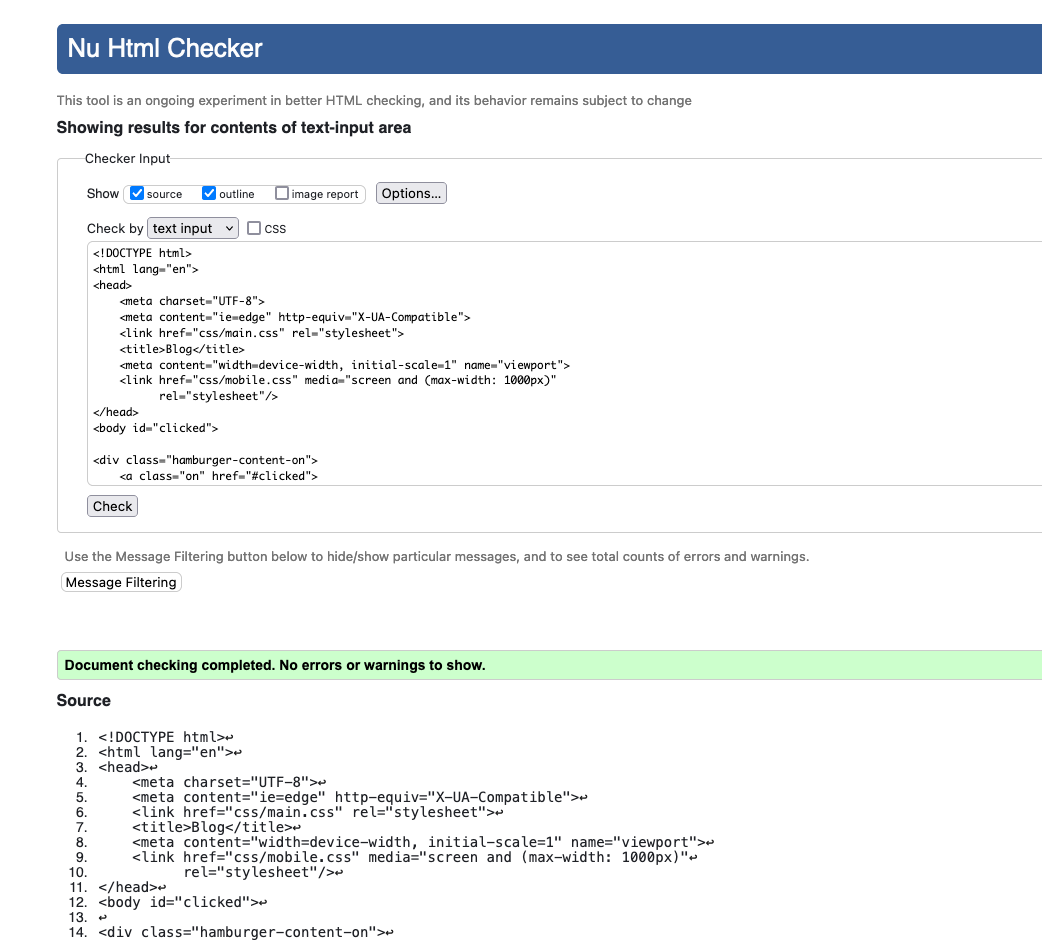 Nu Html Checker
This tool is an ongoing experiment in better HTML checking, and its behavior remains subject to change
Showing results for contents of text-input area
Checker Input
Show source outline image report Options...
Check by text input CSS
<!DOCTYPE html>
<html lang="en">
<head>
    <meta charset="UTF-8">
    <meta content="ie=edge" http-equiv="X-UA-Compatible">
    <link href="css/main.css" rel="stylesheet">
    <title>Blog</title>
    <meta content="width=device-width, initial-scale=1" name="viewport">
    <link href="css/mobile.css" media="screen and (max-width: 1000px)"
          rel="stylesheet"/>
</head>
<body id="clicked">
<div class="hamburger-content-on">
    <a class="on" href="#clicked">
Check
Use the Message Filtering button below to hide/show particular messages, and to see total counts of errors and warnings.
Message Filtering
Document checking completed. No errors or warnings to show.
Source
1. <!DOCTYPE html>↩
2. <html lang="en">↩
3. <head>↩
4.     <meta charset="UTF-8">↩
5.     <meta content="ie=edge" http-equiv="X-UA-Compatible">↩
6.     <link href="css/main.css" rel="stylesheet">↩
7.     <title>Blog</title>↩
8.     <meta content="width=device-width, initial-scale=1" name="viewport">↩
9.     <link href="css/mobile.css" media="screen and (max-width: 1000px)"↩
10.           rel="stylesheet"/>↩
11. </head>↩
12. <body id="clicked">↩
13. ↩
14. <div class="hamburger-content-on">↩